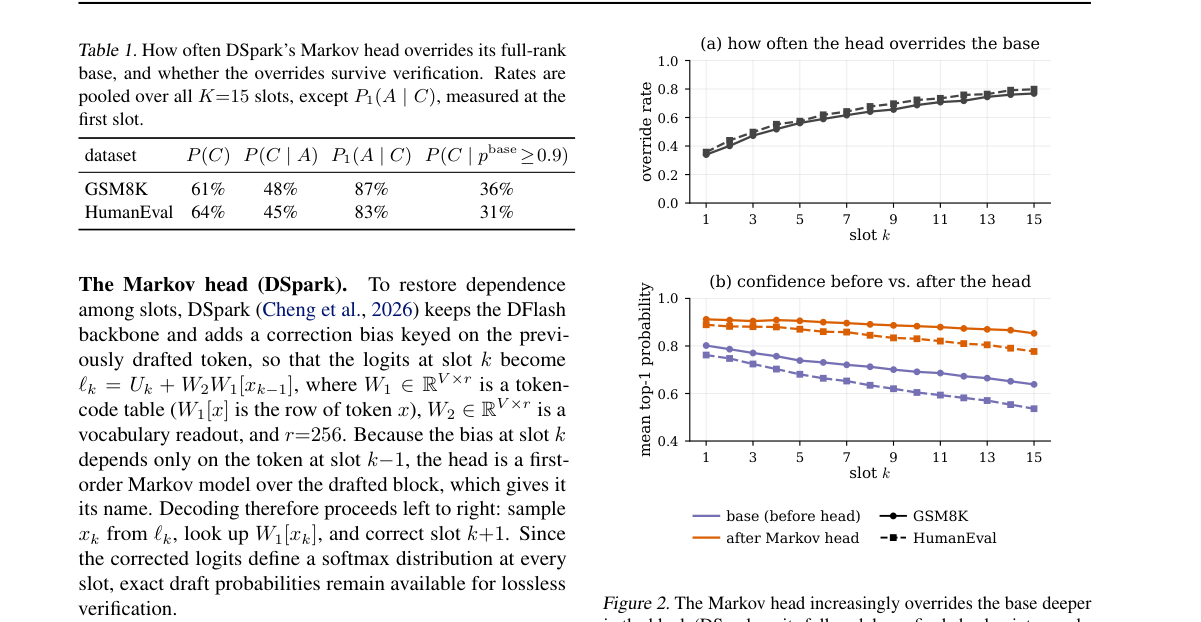 Table 1. How often DSpark's Markov head overrides its full-rank
base, and whether the overrides survive verification. Rates are
pooled over all K=15 slots, except P₁(A | C), measured at the
first slot.
dataset P(C) P(C | A) P₁(A | C) P(C | p^base ≥ 0.9)
GSM8K 61% 48% 87% 36%
HumanEval 64% 45% 83% 31%
The Markov head (DSpark). To restore dependence
among slots, DSpark (Cheng et al., 2026) keeps the DFlash
backbone and adds a correction bias keyed on the previ-
ously drafted token, so that the logits at slot k become
ℓₖ = Uₖ + W₂W₁[xₖ₋₁], where W₁ ∈ ℝ^{V×r} is a token-
code table (W₁[x] is the row of token x), W₂ ∈ ℝ^{V×r} is a
vocabulary readout, and r=256. Because the bias at slot k
depends only on the token at slot k−1, the head is a first-
order Markov model over the drafted block, which gives it
its name. Decoding therefore proceeds left to right: sample
xₖ from ℓₖ, look up W₁[xₖ], and correct slot k+1. Since
the corrected logits define a softmax distribution at every
slot, exact draft probabilities remain available for lossless
verification.
(a) how often the head overrides the base
override rate
1.0
0.8
0.6
0.4
0.2
0.0
1 3 5 7 9 11 13 15
slot k
(b) confidence before vs. after the head
mean top-1 probability
1.0
0.8
0.6
0.4
1 3 5 7 9 11 13 15
slot k
base (before head) GSM8K
after Markov head HumanEval
Figure 2. The Markov head increasingly overrides the base deeper